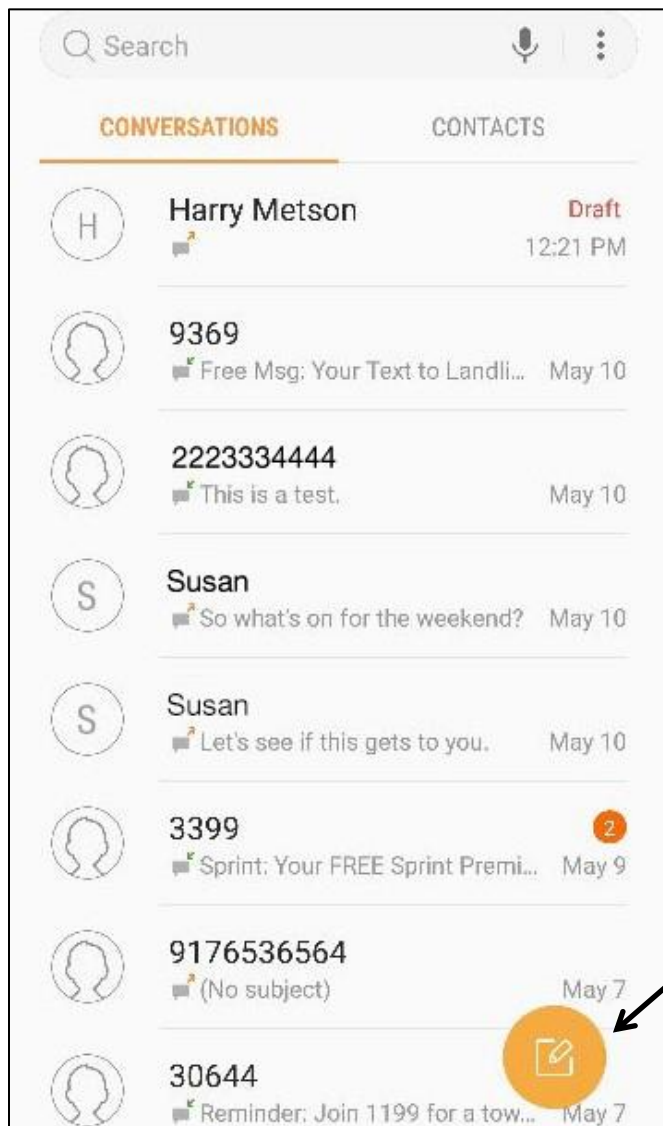 Search
CONVERSATIONS CONTACTS
H Harry Metson Draft
12:21 PM
9369
Free Msg: Your Text to Landli... May 10
2223334444
This is a test. May 10
S Susan
So what's on for the weekend? May 10
S Susan
Let's see if this gets to you. May 10
3399 2
Sprint: Your FREE Sprint Premi... May 9
9176536564
(No subject) May 7
30644
Reminder: Join 1199 for a tow... May 7